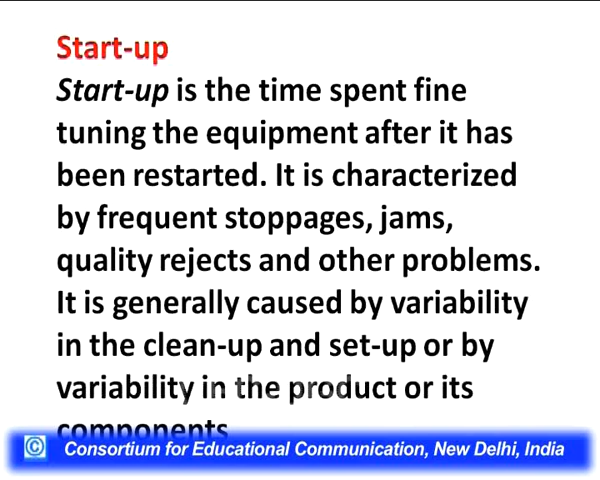 Start-up
Start-up is the time spent fine
tuning the equipment after it has
been restarted. It is characterized
by frequent stoppages, jams,
quality rejects and other problems.
It is generally caused by variability
in the clean-up and set-up or by
variability in the product or its
components
© Consortium for Educational Communication, New Delhi, India